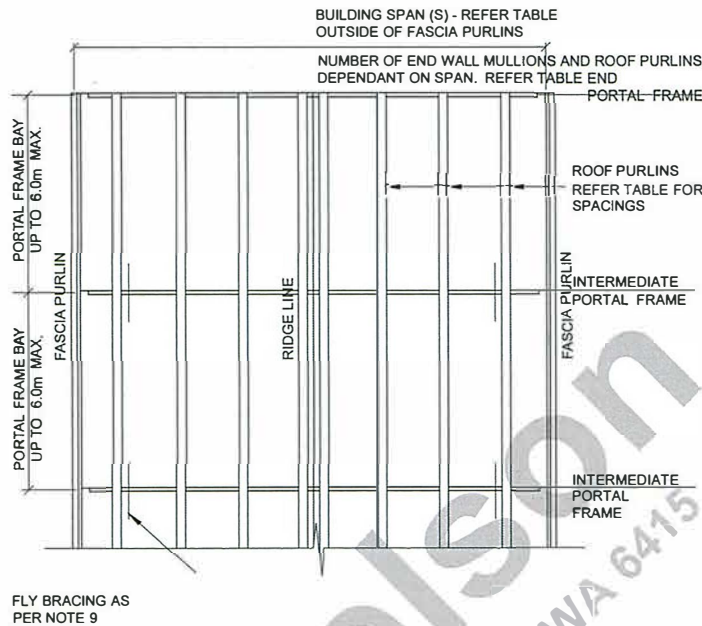 BUILDING SPAN (S) - REFER TABLE
OUTSIDE OF FASCIA PURLINS
NUMBER OF END WALL MULLIONS AND ROOF PURLINS
DEPENDANT ON SPAN. REFER TABLE END
PORTAL FRAME
PORTAL FRAME BAY
UP TO 6.0m MAX.
ROOF PURLINS
REFER TABLE FOR
SPACINGS
FASCIA PURLIN
RIDGE LINE
FASCIA PURLIN
INTERMEDIATE
PORTAL FRAME
PORTAL FRAME BAY
UP TO 6.0m MAX.
INTERMEDIATE
PORTAL
FRAME
FLY BRACING AS
PER NOTE 9
olson
WA 6415